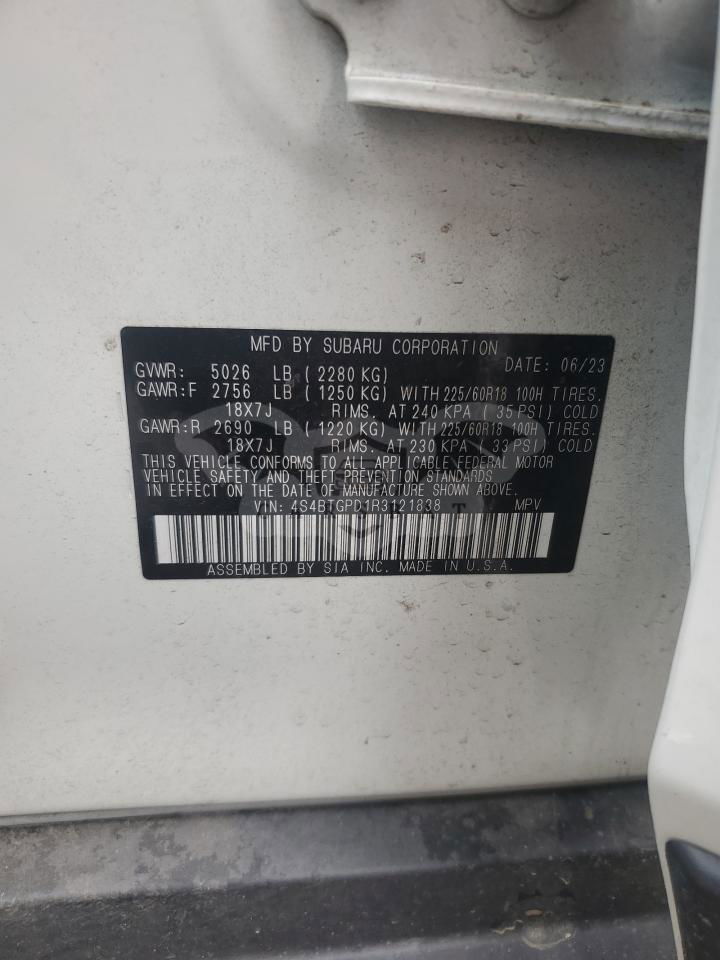 MFD BY SUBARU CORPORATION
DATE: 06/23
GVWR: 5026 LB (2280 KG)
GAWR:F 2756 LB (1250 KG) WITH 225/60R18 100H TIRES.
18X7J RIMS. AT 240 KPA (35 PSI) COLD
GAWR:R 2690 LB (1220 KG) WITH 225/60R18 100H TIRES.
18X7J RIMS. AT 230 KPA (33 PSI) COLD
THIS VEHICLE CONFORMS TO ALL APPLICABLE FEDERAL MOTOR
VEHICLE SAFETY AND THEFT PREVENTION STANDARDS
IN EFFECT ON THE DATE OF MANUFACTURE SHOWN ABOVE.
VIN: 4S4BTGPD1R3121838 MPV
ASSEMBLED BY SIA INC. MADE IN U.S.A.